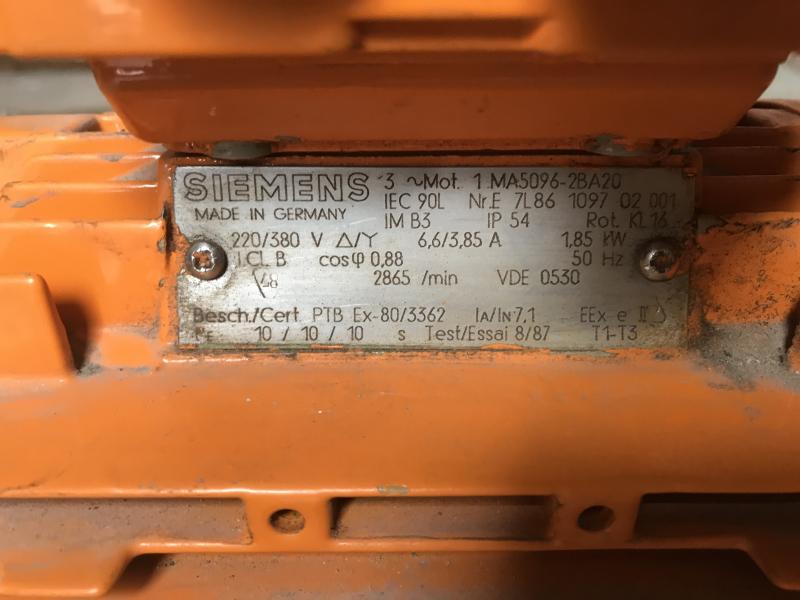 SIEMENS 3 ~Mot. 1MA5096-2BA20
MADE IN GERMANY IEC 90L Nr.E 7L86 1097 02 001
IM B3 IP 54 Rot. KL 16
220/380 V Δ/Y 6,6/3,85 A 1,85 kW
I.CL B cosφ 0,88 50 Hz
2865 /min VDE 0530
Besch./Cert. PTB Ex-80/3362 IA/IN 7,1 EEx e II
10 / 10 / 10 s Test/Essai 8/87 T1-T3